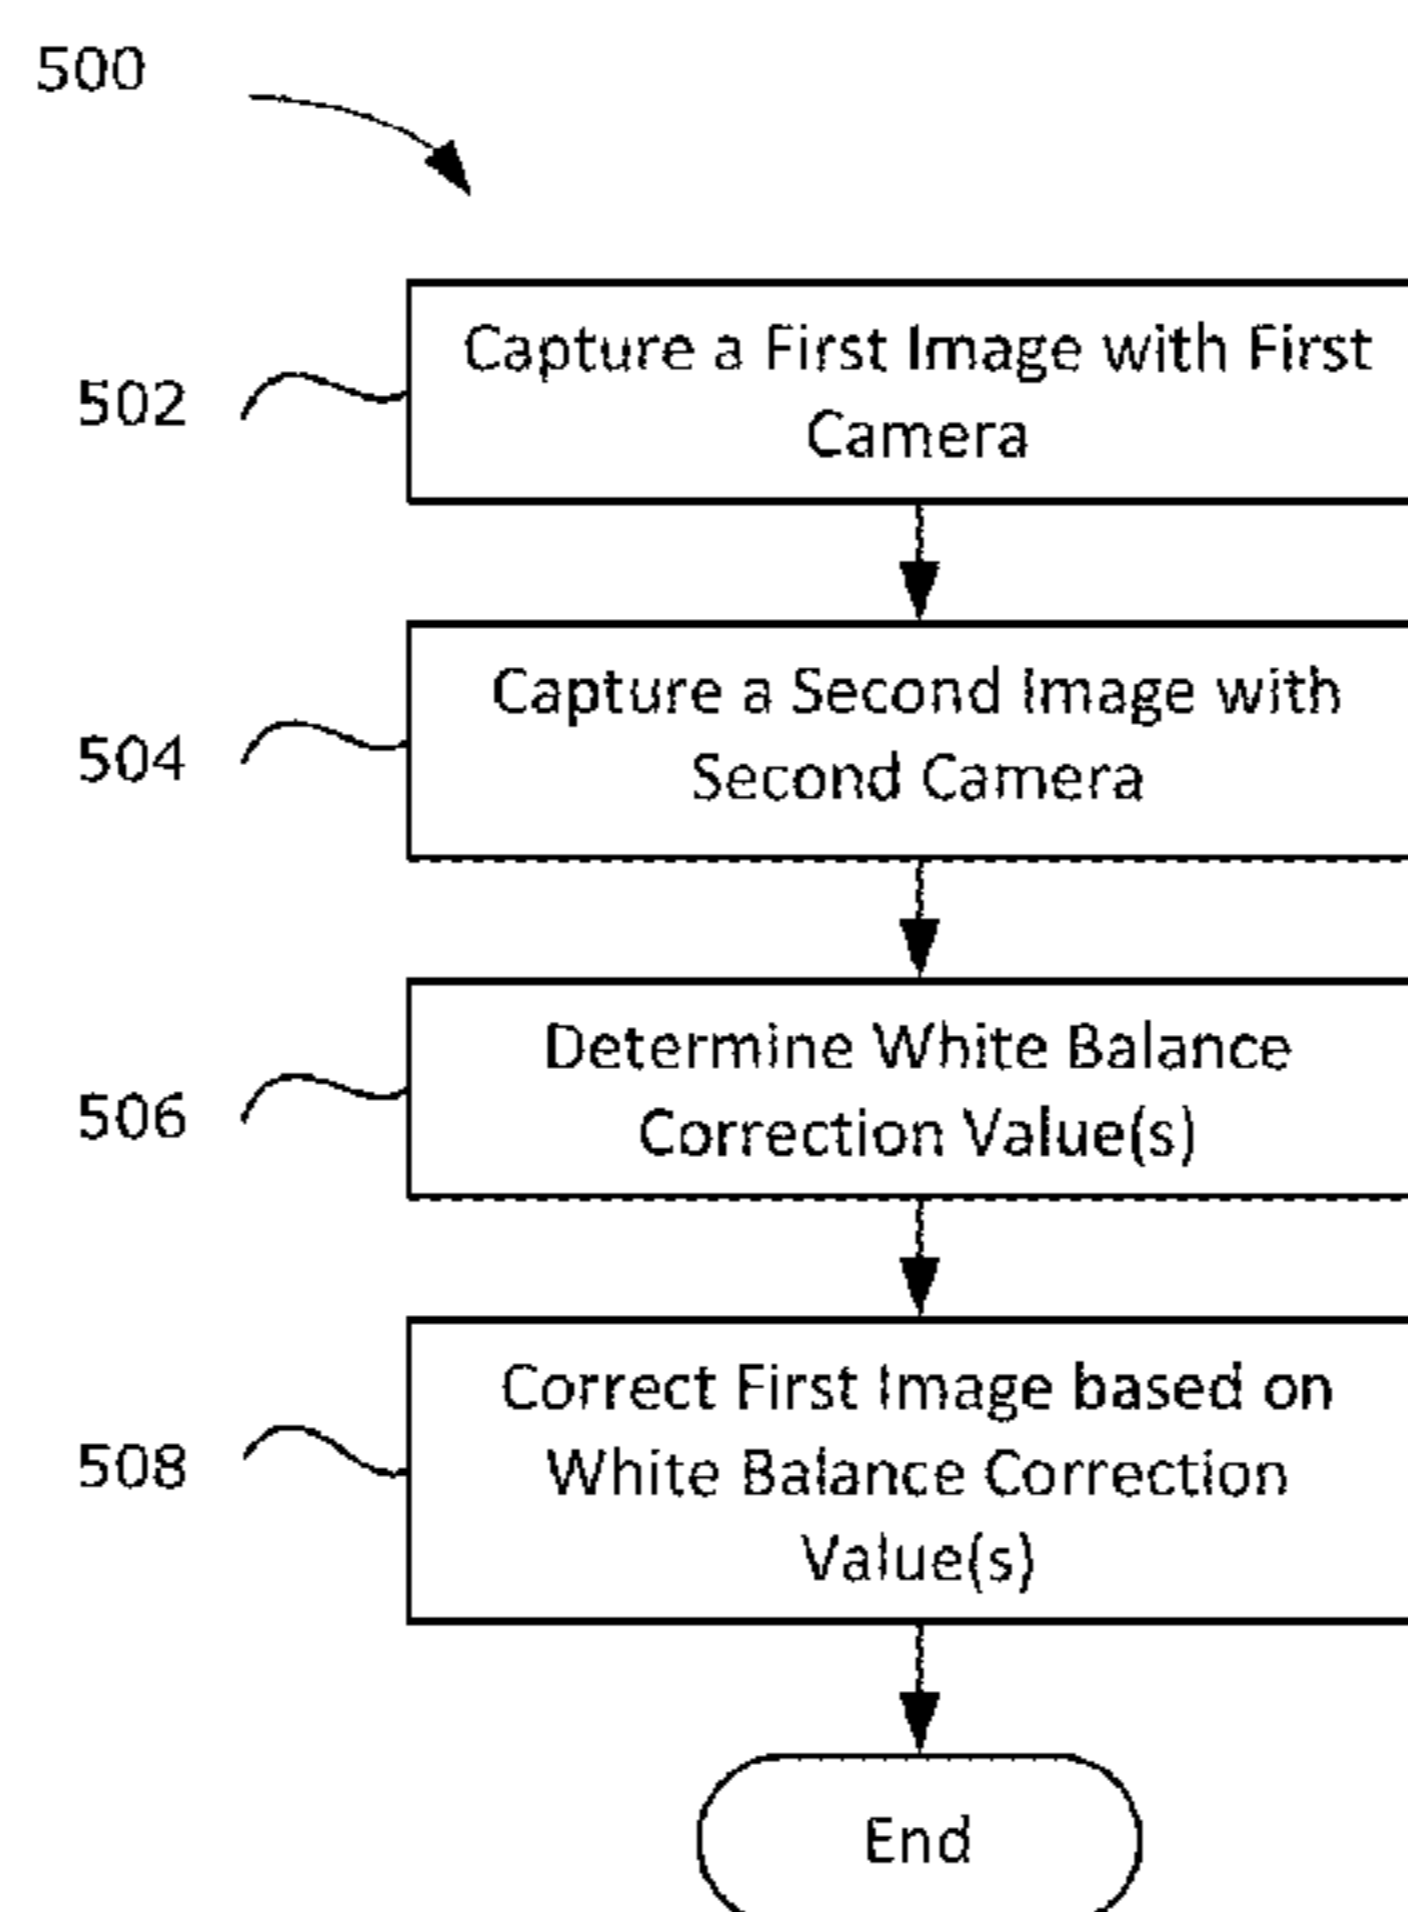 500
502
Capture a First Image with First
Camera
504
Capture a Second Image with
Second Camera
506
Determine White Balance
Correction Value(s)
508
Correct First Image based on
White Balance Correction
Value(s)
End